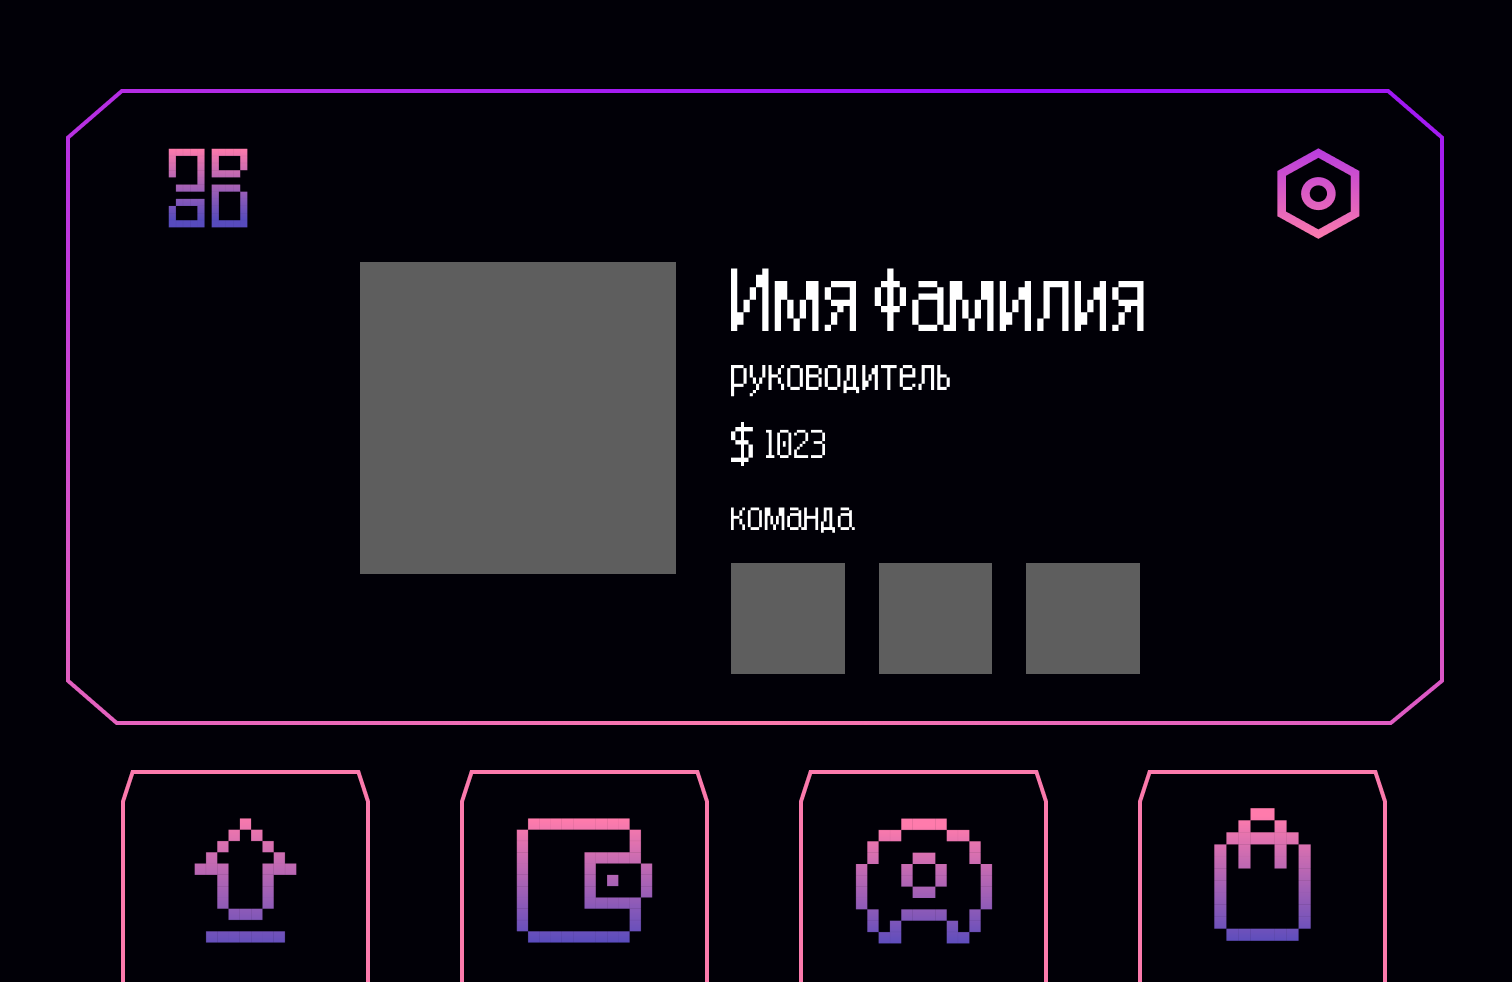 Имя фамилия
руководитель
$ 1023
команда